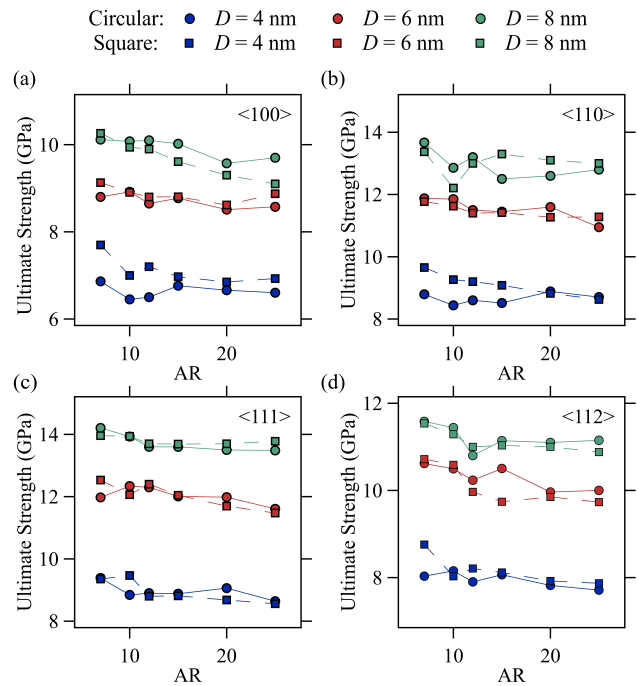 Circular: D = 4 nm D = 6 nm D = 8 nm
Square: D = 4 nm D = 6 nm D = 8 nm
(a)
<100>
Ultimate Strength (GPa)
10
8
6
10 20
AR
(b)
<110>
Ultimate Strength (GPa)
14
12
10
8
10 20
AR
(c)
<111>
Ultimate Strength (GPa)
14
12
10
8
10 20
AR
(d)
<112>
Ultimate Strength (GPa)
12
10
8
10 20
AR